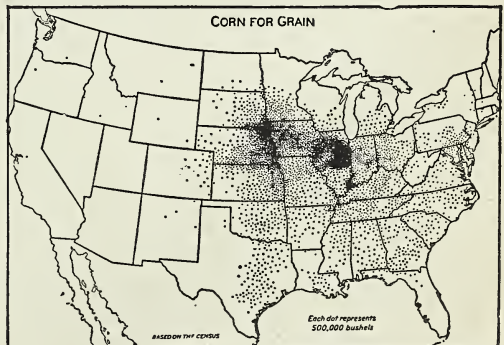 CORN FOR GRAIN
Each dot represents
500,000 bushels
BASED ON THE CENSUS